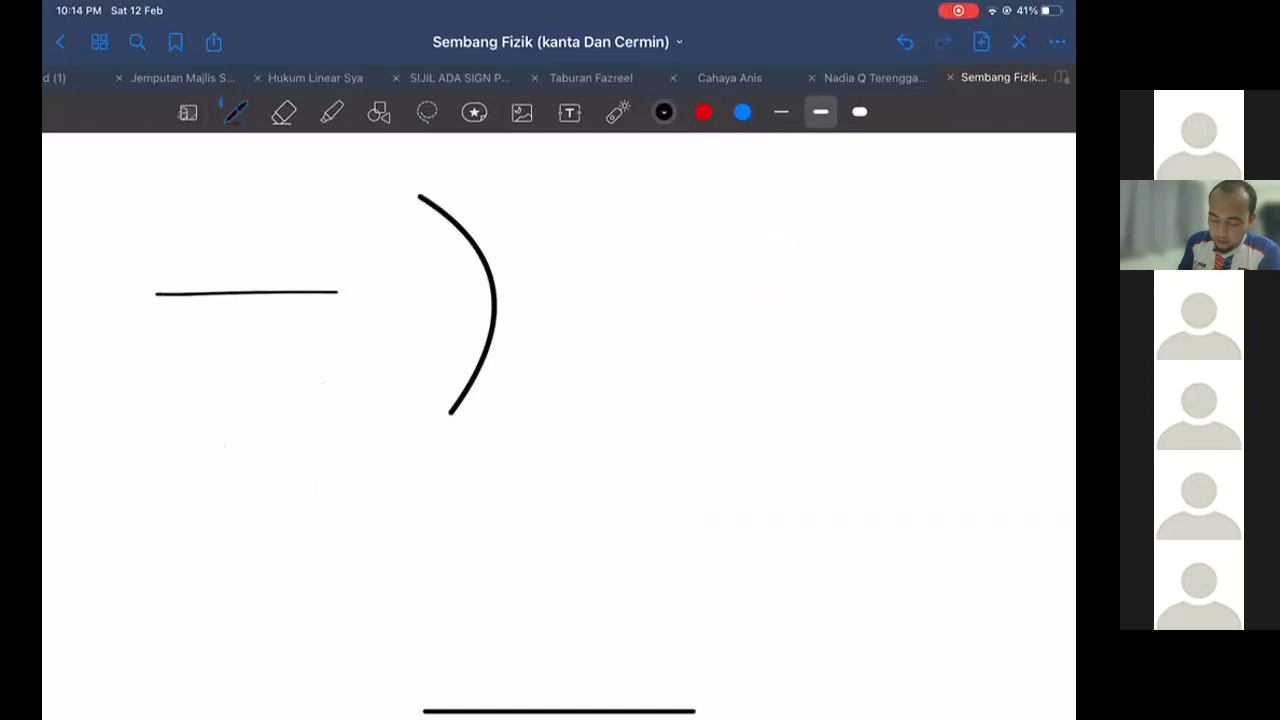 10:14 PM Sat 12 Feb
41%
Sembang Fizik (kanta Dan Cermin)
d (1)
Jemputan Majlis S...
Hukum Linear Sya
SIJIL ADA SIGN P...
Taburan Fazreel
Cahaya Anis
Nadia Q Terengga...
Sembang Fizik...
T